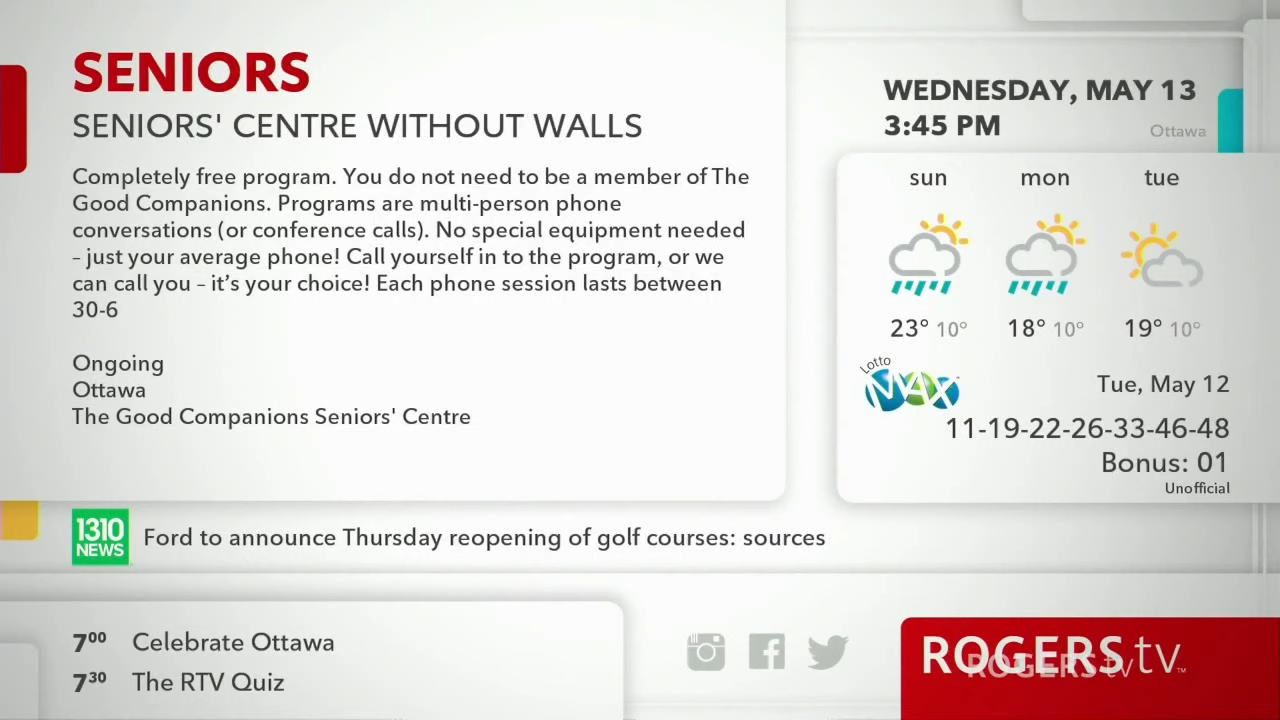 SENIORS
SENIORS' CENTRE WITHOUT WALLS
Completely free program. You do not need to be a member of The
Good Companions. Programs are multi-person phone
conversations (or conference calls). No special equipment needed
– just your average phone! Call yourself in to the program, or we
can call you – it’s your choice! Each phone session lasts between
30-6
Ongoing
Ottawa
The Good Companions Seniors' Centre
WEDNESDAY, MAY 13
3:45 PM
Ottawa
sun mon tue
23° 10° 18° 10° 19° 10°
Lotto
MAX
Tue, May 12
11-19-22-26-33-46-48
Bonus: 01
Unofficial
1310
NEWS
Ford to announce Thursday reopening of golf courses: sources
700 Celebrate Ottawa
730 The RTV Quiz
ROGERS tv™
ROGERS tv